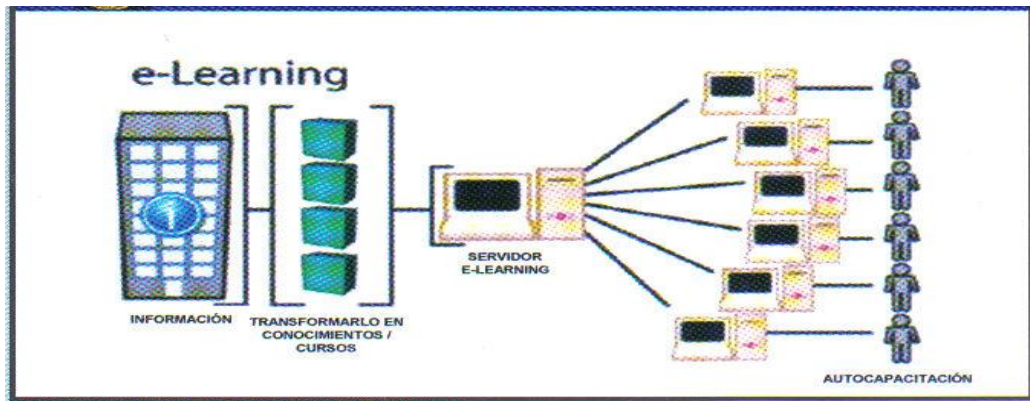 e-Learning
i
INFORMACIÓN
TRANSFORMARLO EN
CONOCIMIENTOS /
CURSOS
SERVIDOR
E-LEARNING
AUTOCAPACITACIÓN